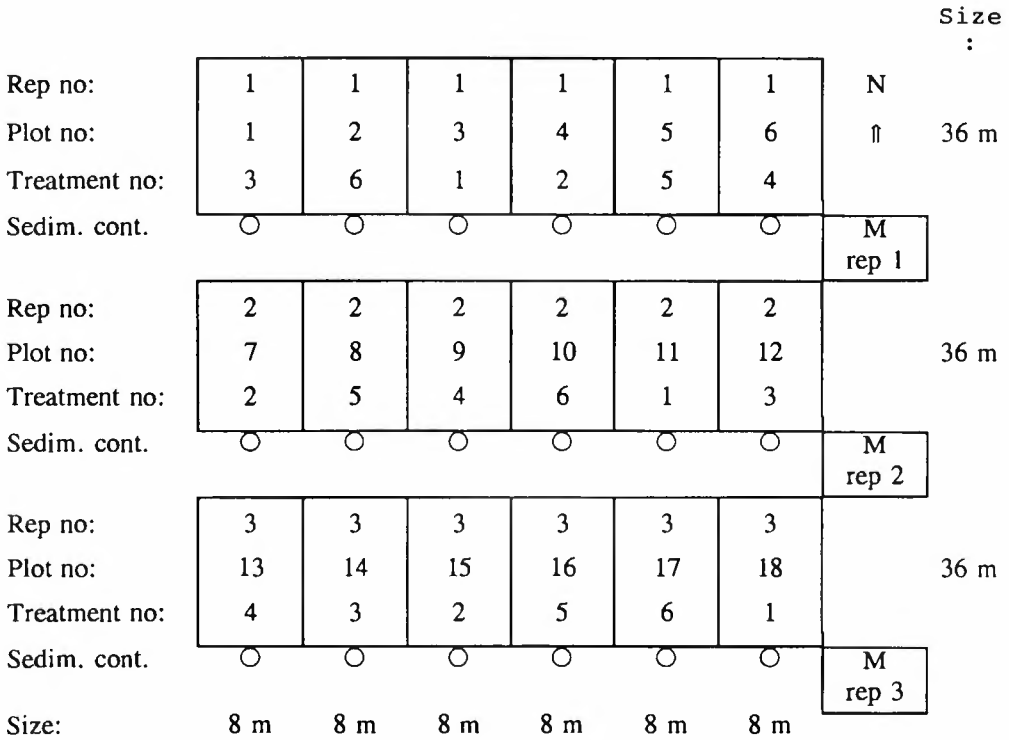 Size
:
Rep no: 1 1 1 1 1 1 N
Plot no: 1 2 3 4 5 6 ⇑ 36 m
Treatment no: 3 6 1 2 5 4
Sedim. cont. ○ ○ ○ ○ ○ ○ M
rep 1
Rep no: 2 2 2 2 2 2
Plot no: 7 8 9 10 11 12 36 m
Treatment no: 2 5 4 6 1 3
Sedim. cont. ○ ○ ○ ○ ○ ○ M
rep 2
Rep no: 3 3 3 3 3 3
Plot no: 13 14 15 16 17 18 36 m
Treatment no: 4 3 2 5 6 1
Sedim. cont. ○ ○ ○ ○ ○ ○ M
rep 3
Size: 8 m 8 m 8 m 8 m 8 m 8 m